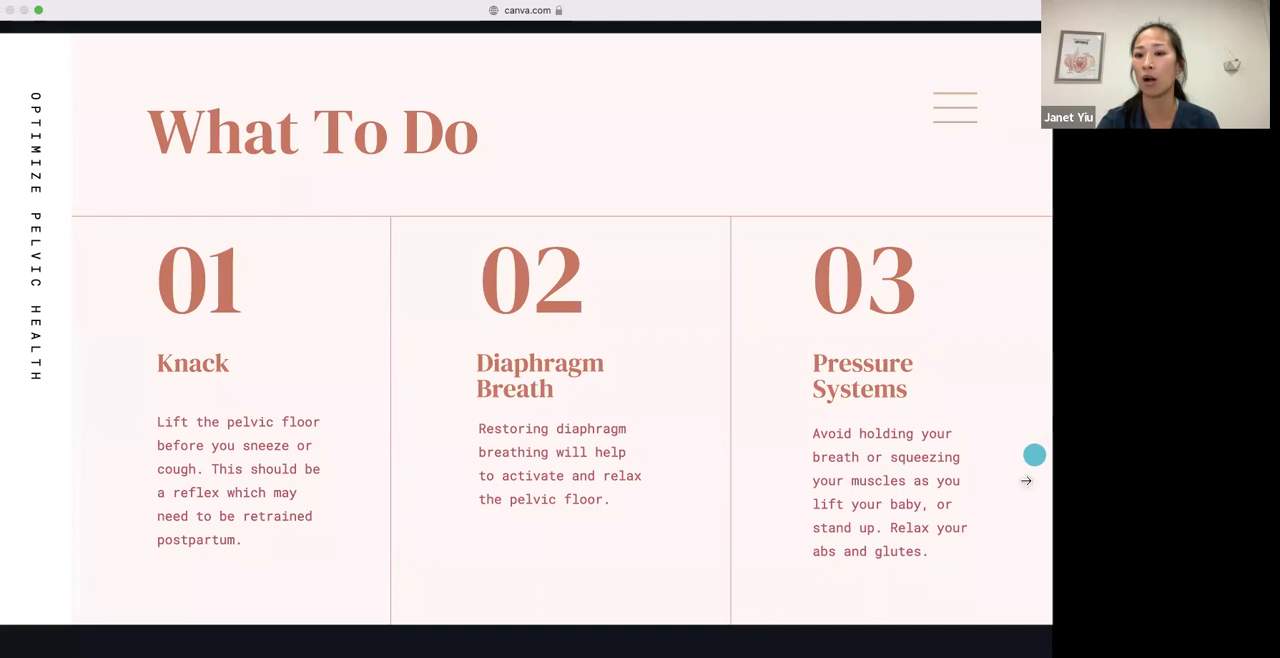 canva.com
Janet Yiu
OPTIMIZE PELVIC HEALTH
What To Do
01
Knack
Lift the pelvic floor
before you sneeze or
cough. This should be
a reflex which may
need to be retrained
postpartum.
02
Diaphragm
Breath
Restoring diaphragm
breathing will help
to activate and relax
the pelvic floor.
03
Pressure
Systems
Avoid holding your
breath or squeezing
your muscles as you
lift your baby, or
stand up. Relax your
abs and glutes.